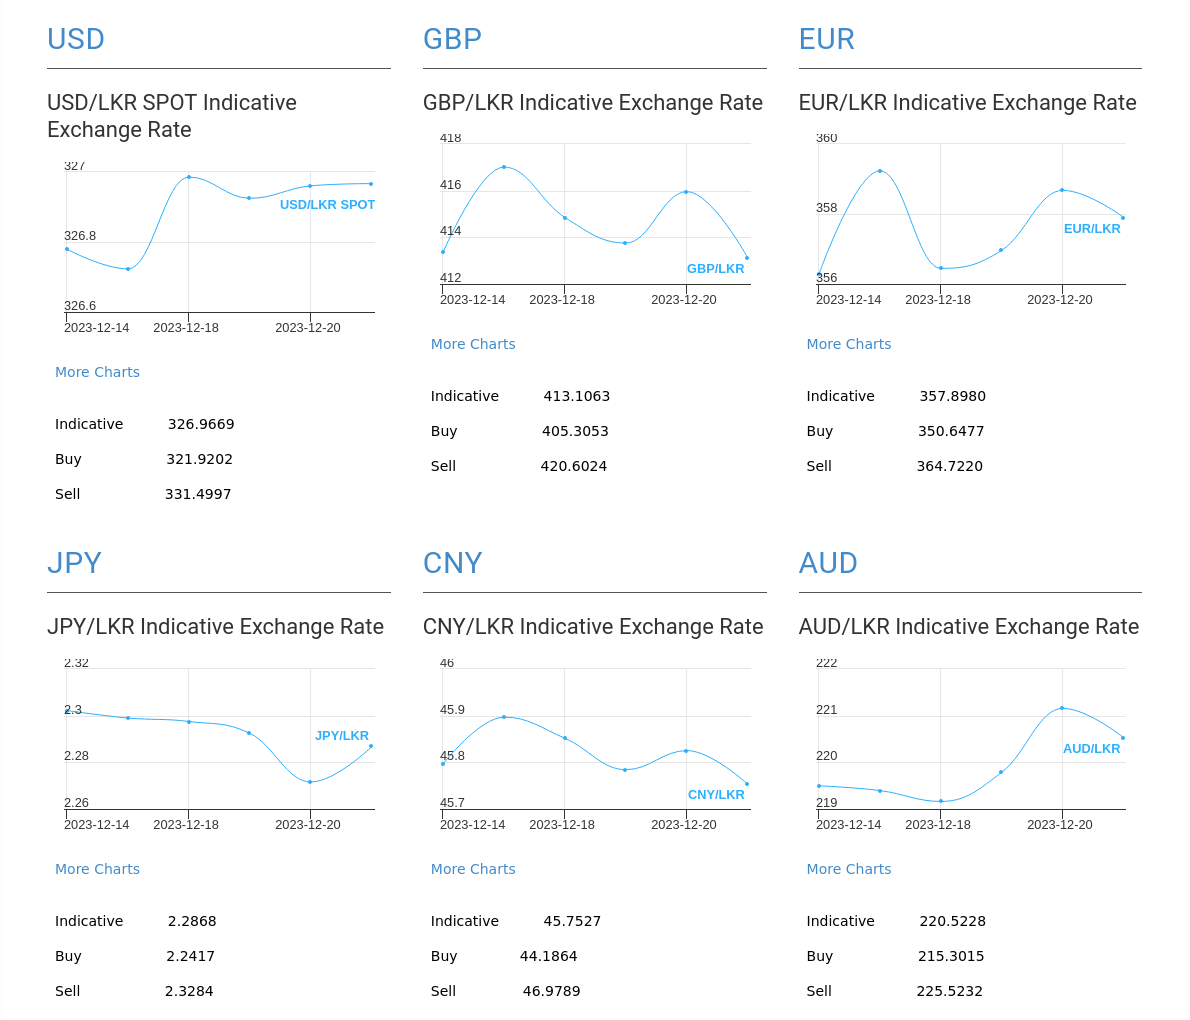 USD
USD/LKR SPOT Indicative
Exchange Rate
327
326.8
326.6
USD/LKR SPOT
2023-12-14 2023-12-18 2023-12-20
More Charts
Indicative 326.9669
Buy 321.9202
Sell 331.4997
GBP
GBP/LKR Indicative Exchange Rate
418
416
414
412
GBP/LKR
2023-12-14 2023-12-18 2023-12-20
More Charts
Indicative 413.1063
Buy 405.3053
Sell 420.6024
EUR
EUR/LKR Indicative Exchange Rate
360
358
356
EUR/LKR
2023-12-14 2023-12-18 2023-12-20
More Charts
Indicative 357.8980
Buy 350.6477
Sell 364.7220
JPY
JPY/LKR Indicative Exchange Rate
2.32
2.3
2.28
2.26
JPY/LKR
2023-12-14 2023-12-18 2023-12-20
More Charts
Indicative 2.2868
Buy 2.2417
Sell 2.3284
CNY
CNY/LKR Indicative Exchange Rate
46
45.9
45.8
45.7
CNY/LKR
2023-12-14 2023-12-18 2023-12-20
More Charts
Indicative 45.7527
Buy 44.1864
Sell 46.9789
AUD
AUD/LKR Indicative Exchange Rate
222
221
220
219
AUD/LKR
2023-12-14 2023-12-18 2023-12-20
More Charts
Indicative 220.5228
Buy 215.3015
Sell 225.5232